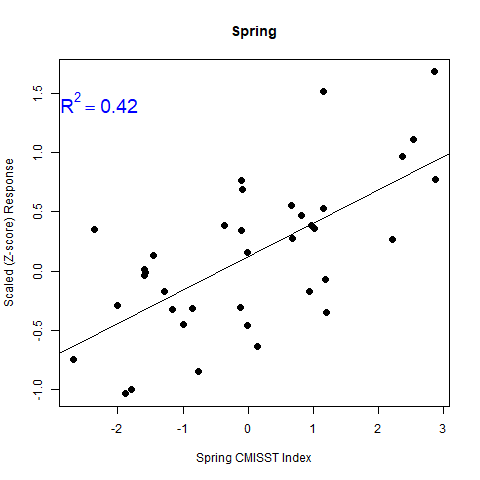 Spring
R² = 0.42
Scaled (Z-score) Response
1.5
1.0
0.5
0.0
-0.5
-1.0
-2 -1 0 1 2 3
Spring CMISST Index